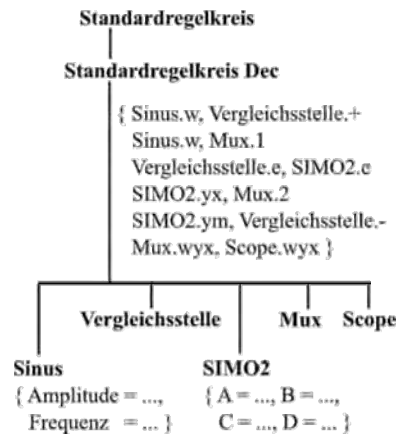 Standardregelkreis
Standardregelkreis Dec
{ Sinus.w, Vergleichsstelle.+
Sinus.w, Mux.1
Vergleichsstelle.e, SIMO2.e
SIMO2.yx, Mux.2
SIMO2.ym, Vergleichsstelle.-
Mux.wyx, Scope.wyx }
Vergleichsstelle Mux Scope
Sinus SIMO2
{ Amplitude = ..., { A = ..., B = ...,
Frequenz = ... } C = ..., D = ... }